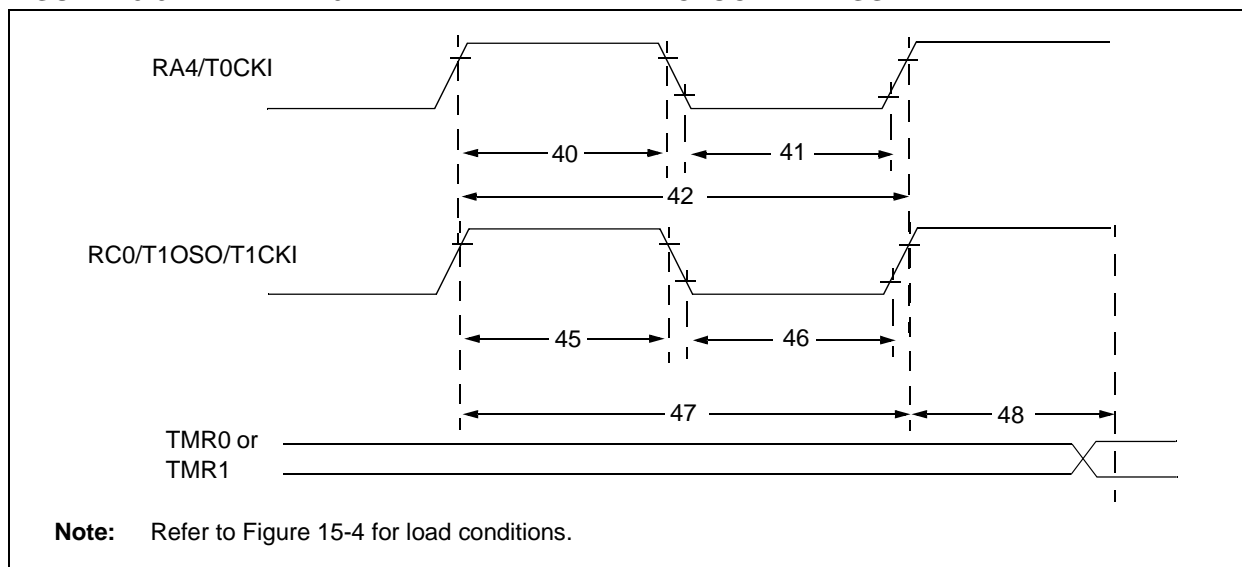 RA4/T0CKI
40
41
42
RC0/T1OSO/T1CKI
45
46
47
48
TMR0 or
TMR1
Note: Refer to Figure 15-4 for load conditions.